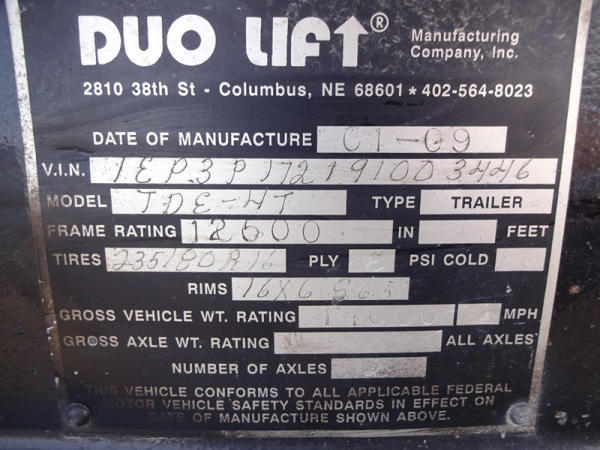 DUO LIFT® Manufacturing Company, Inc.
2810 38th St - Columbus, NE 68601 * 402-564-8023
DATE OF MANUFACTURE 01-09
V.I.N. 1EP3P172191003446
MODEL TDE-HT TYPE TRAILER
FRAME RATING 12600 IN FEET
TIRES 235/80R16 PLY PSI COLD
RIMS 16X6
GROSS VEHICLE WT. RATING MPH
GROSS AXLE WT. RATING ALL AXLES
NUMBER OF AXLES
THIS VEHICLE CONFORMS TO ALL APPLICABLE FEDERAL
MOTOR VEHICLE SAFETY STANDARDS IN EFFECT ON
DATE OF MANUFACTURE SHOWN ABOVE.